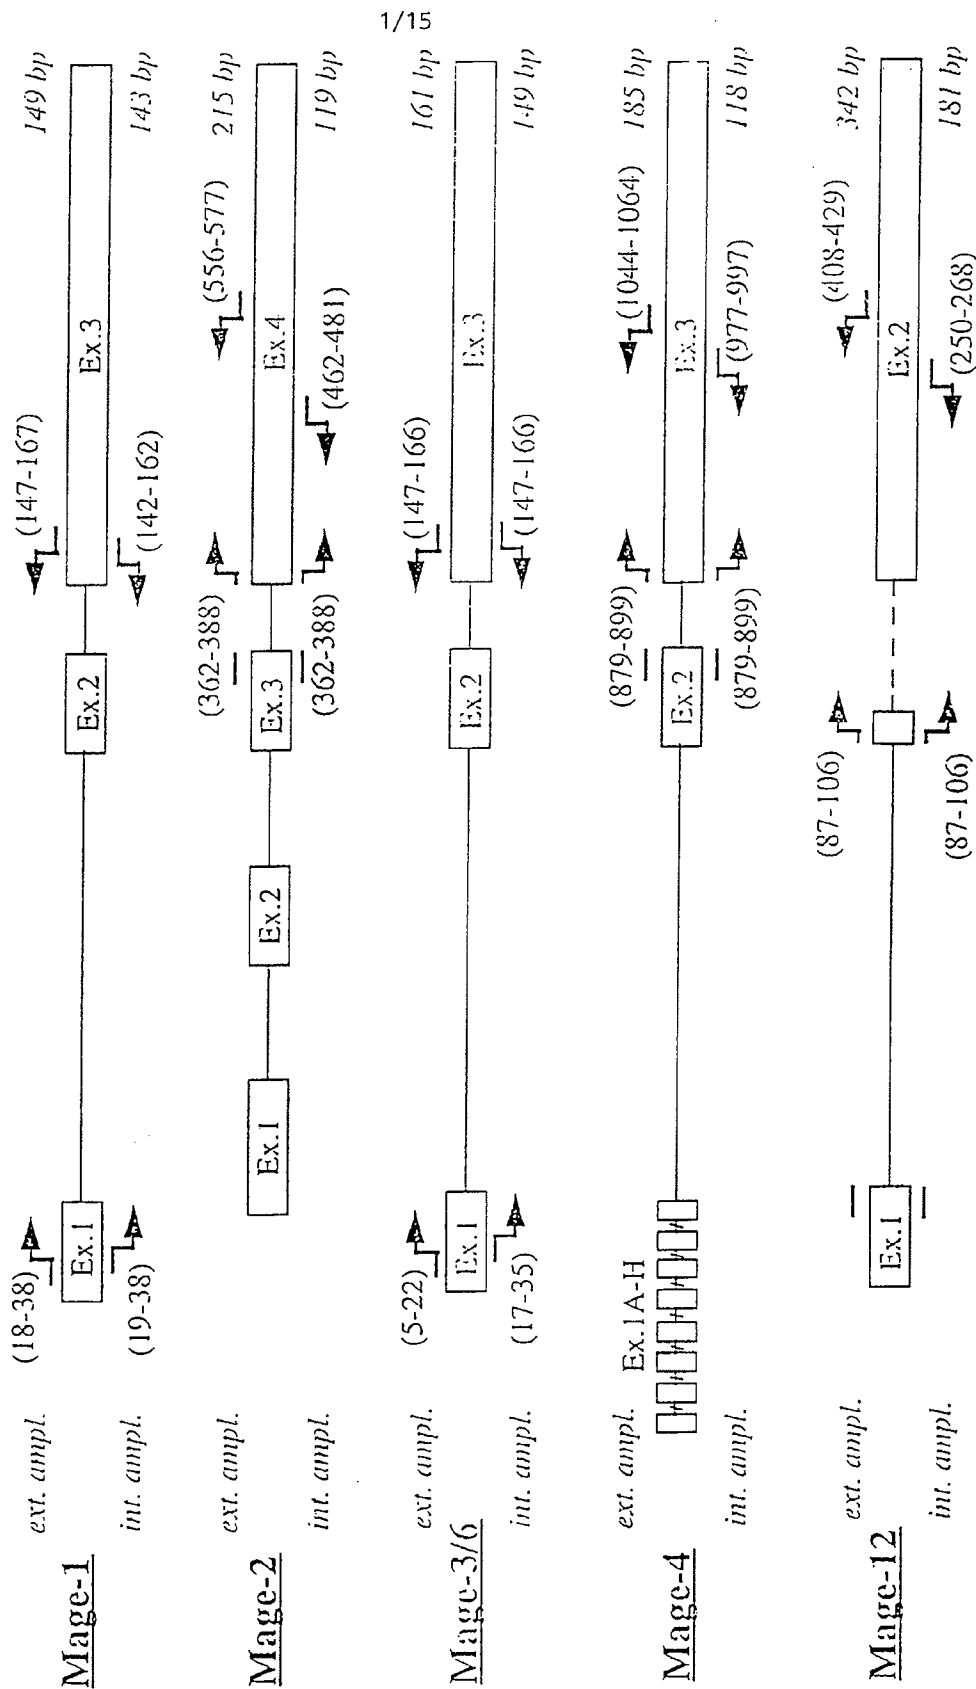 1/15
Mage-1
ext. ampl.
(18-38)
(147-167)
149 bp
Ex.1
Ex.2
Ex.3
int. ampl.
(19-38)
(142-162)
143 bp
Mage-2
ext. ampl.
(362-388)
(556-577)
215 bp
Ex.1
Ex.2
Ex.3
Ex.4
int. ampl.
(362-388)
(462-481)
119 bp
Mage-3/6
ext. ampl.
(5-22)
(147-166)
161 bp
Ex.1
Ex.2
Ex.3
int. ampl.
(17-35)
(147-166)
149 bp
Mage-4
ext. ampl.
Ex.1A-H
(879-899)
(1044-1064)
185 bp
Ex.2
Ex.3
int. ampl.
(879-899)
(977-997)
118 bp
Mage-12
ext. ampl.
(87-106)
(408-429)
342 bp
Ex.1
Ex.2
int. ampl.
(87-106)
(250-268)
181 bp